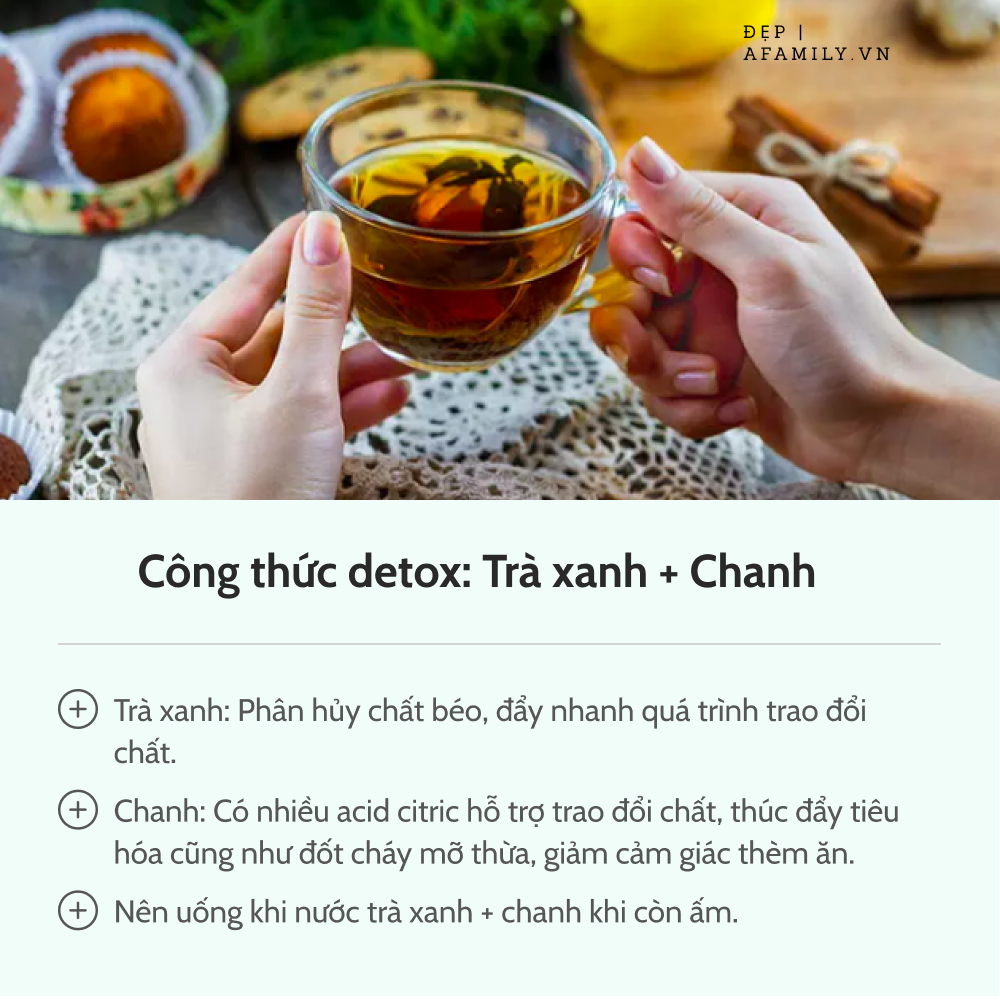 ĐẸP |
AFAMILY.VN
Công thức detox: Trà xanh + Chanh
Trà xanh: Phân hủy chất béo, đẩy nhanh quá trình trao đổi
chất.
Chanh: Có nhiều acid citric hỗ trợ trao đổi chất, thúc đẩy tiêu
hóa cũng như đốt cháy mỡ thừa, giảm cảm giác thèm ăn.
Nên uống khi nước trà xanh + chanh khi còn ấm.